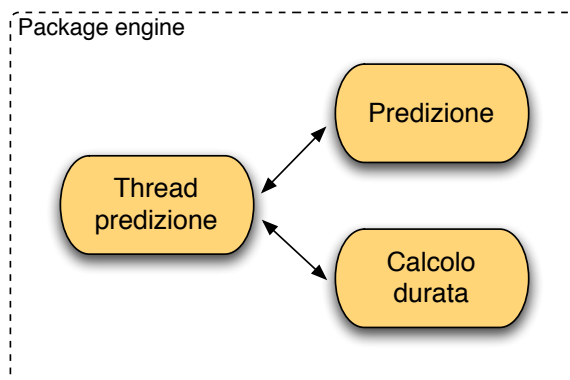 Package engine
Predizione
Thread
predizione
Calcolo
durata